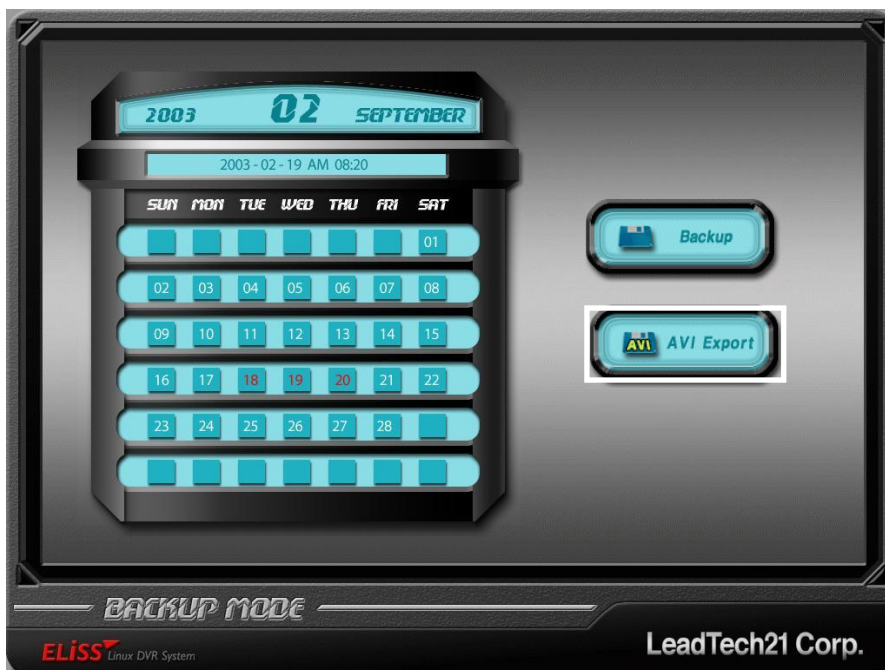 2003 02 SEPTEMBER
2003 - 02 - 19 AM 08:20
SUN MON TUE WED THU FRI SAT
01
02 03 04 05 06 07 08
09 10 11 12 13 14 15
16 17 18 19 20 21 22
23 24 25 26 27 28
Backup
AVI AVI Export
BACKUP MODE
ELiSS Linux DVR System
LeadTech21 Corp.